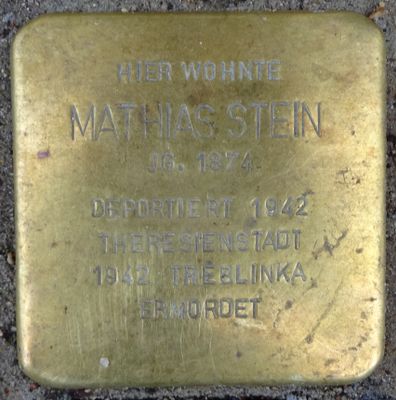 HIER WOHNTE
MATHIAS STEIN
JG. 1874
DEPORTIERT 1942
THERESIENSTADT
1942 TREBLINKA
ERMORDET